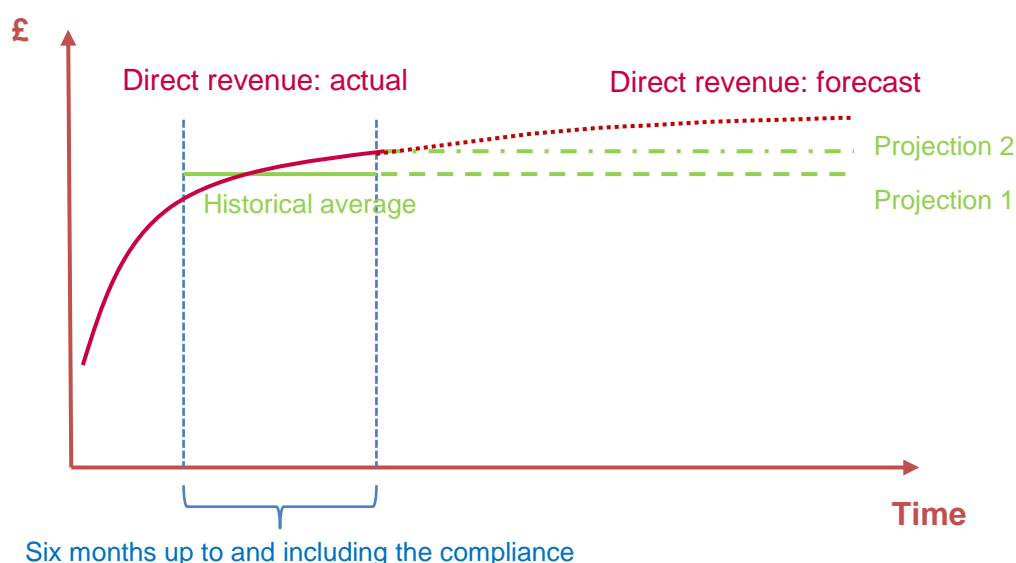 £
Direct revenue: actual
Direct revenue: forecast
Projection 2
Historical average
Projection 1
Time
Six months up to and including the compliance